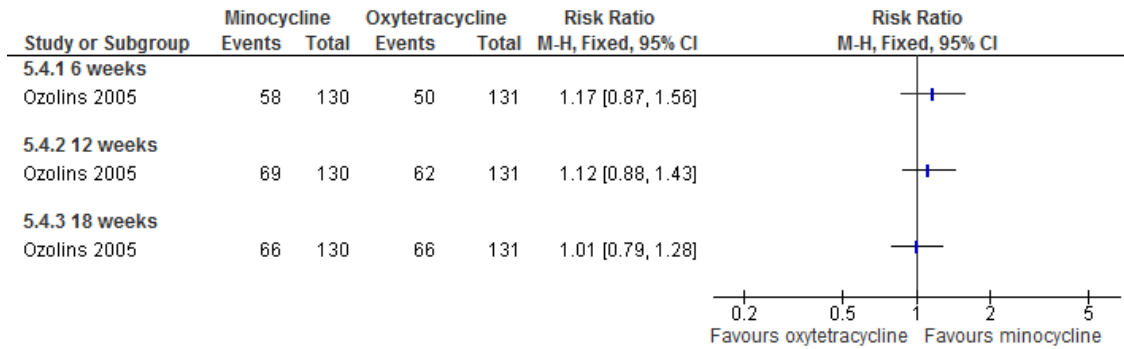 Minocycline Oxytetracycline Risk Ratio Risk Ratio
Study or Subgroup Events Total Events Total M-H, Fixed, 95% CI M-H, Fixed, 95% CI
5.4.1 6 weeks
Ozolins 2005 58 130 50 131 1.17 [0.87, 1.56]
5.4.2 12 weeks
Ozolins 2005 69 130 62 131 1.12 [0.88, 1.43]
5.4.3 18 weeks
Ozolins 2005 66 130 66 131 1.01 [0.79, 1.28]
0.2 0.5 1 2 5
Favours oxytetracycline Favours minocycline